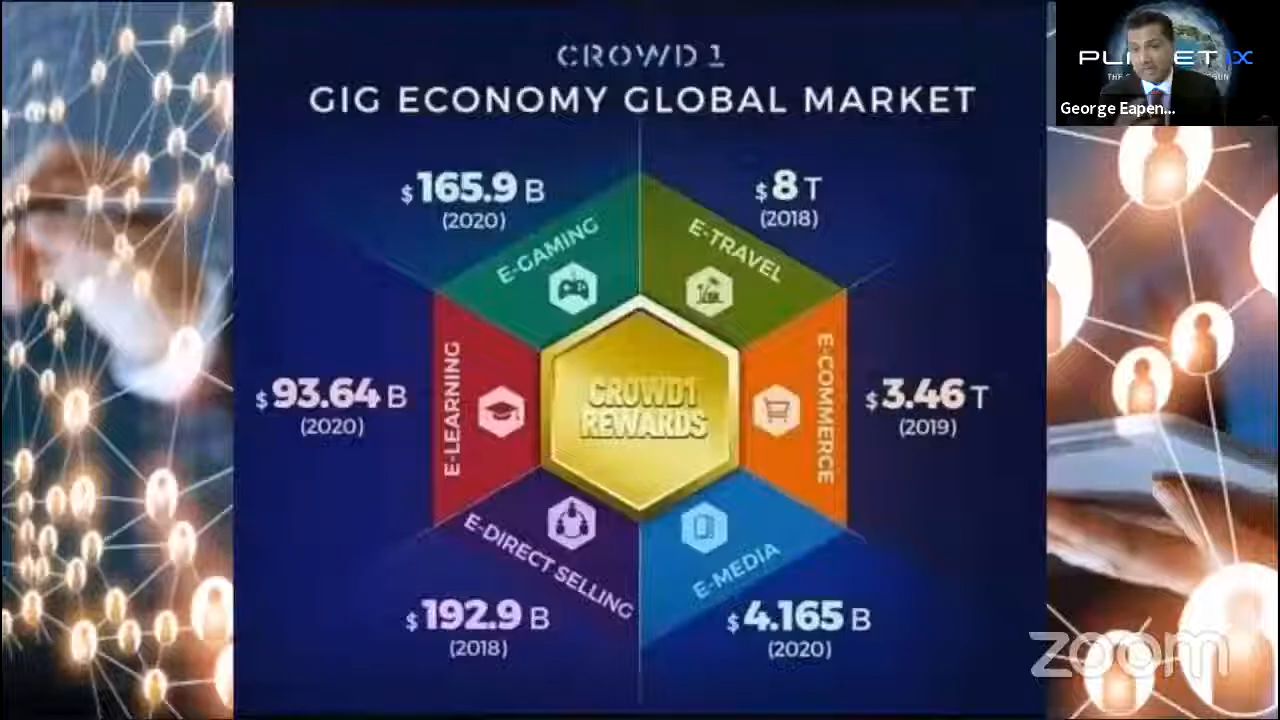 CROWD1
GIG ECONOMY GLOBAL MARKET
$165.9 B
(2020)
$8 T
(2018)
E-GAMING
E-TRAVEL
$93.64 B
(2020)
E-LEARNING
CROWD1
REWARDS
E-COMMERCE
$3.46 T
(2019)
E-DIRECT SELLING
E-MEDIA
$192.9 B
(2018)
$4.165 B
(2020)
George Eapen...
zoom